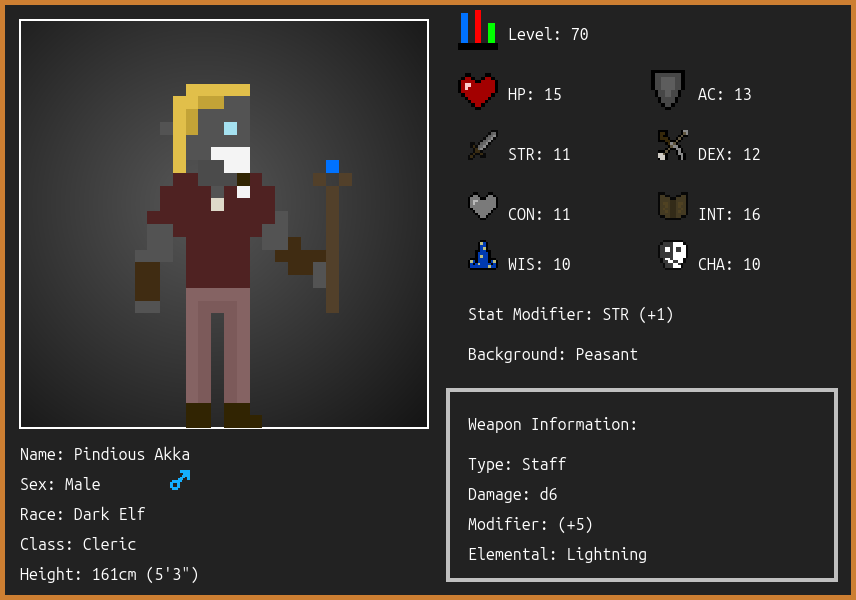 Level: 70
HP: 15
AC: 13
STR: 11
DEX: 12
CON: 11
INT: 16
WIS: 10
CHA: 10
Stat Modifier: STR (+1)
Background: Peasant
Weapon Information:
Type: Staff
Damage: d6
Modifier: (+5)
Elemental: Lightning
Name: Pindious Akka
Sex: Male
Race: Dark Elf
Class: Cleric
Height: 161cm (5'3")